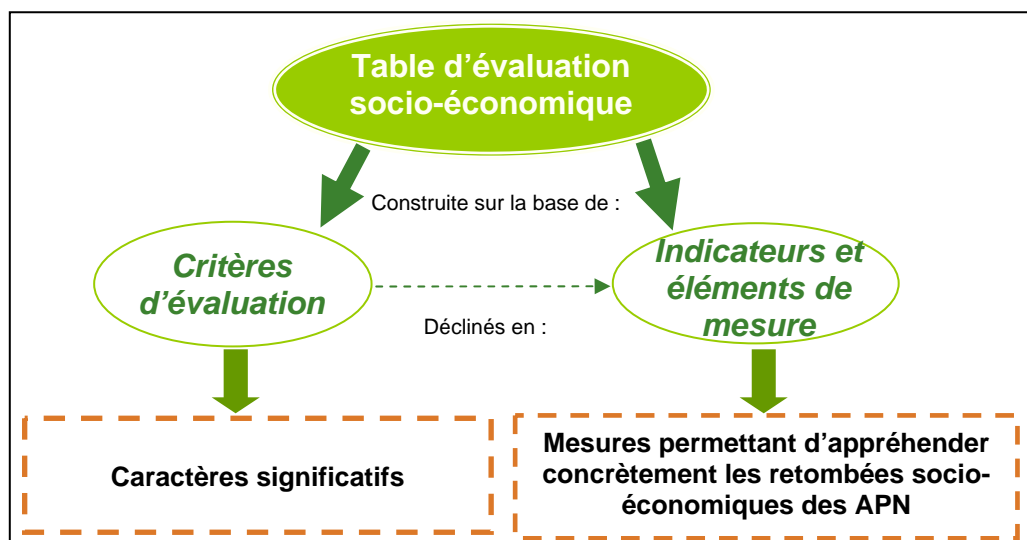 Table d’évaluation
socio-économique
Construite sur la base de :
Critères
d’évaluation
Indicateurs et
éléments de
mesure
Déclinés en :
Caractères significatifs
Mesures permettant d’appréhender
concrètement les retombées socio-
économiques des APN